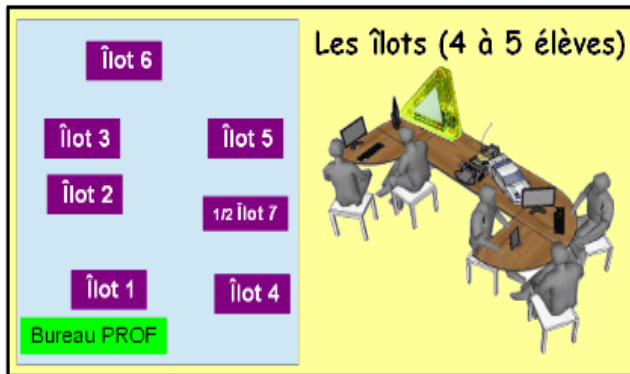 Îlot 6
Îlot 3
Îlot 5
Îlot 2
1/2 Îlot 7
Îlot 1
Îlot 4
Bureau PROF
Les îlots (4 à 5 élèves)